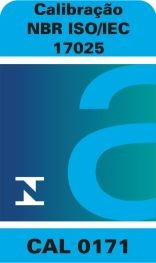 Calibração
NBR ISO/IEC
17025
CAL 0171